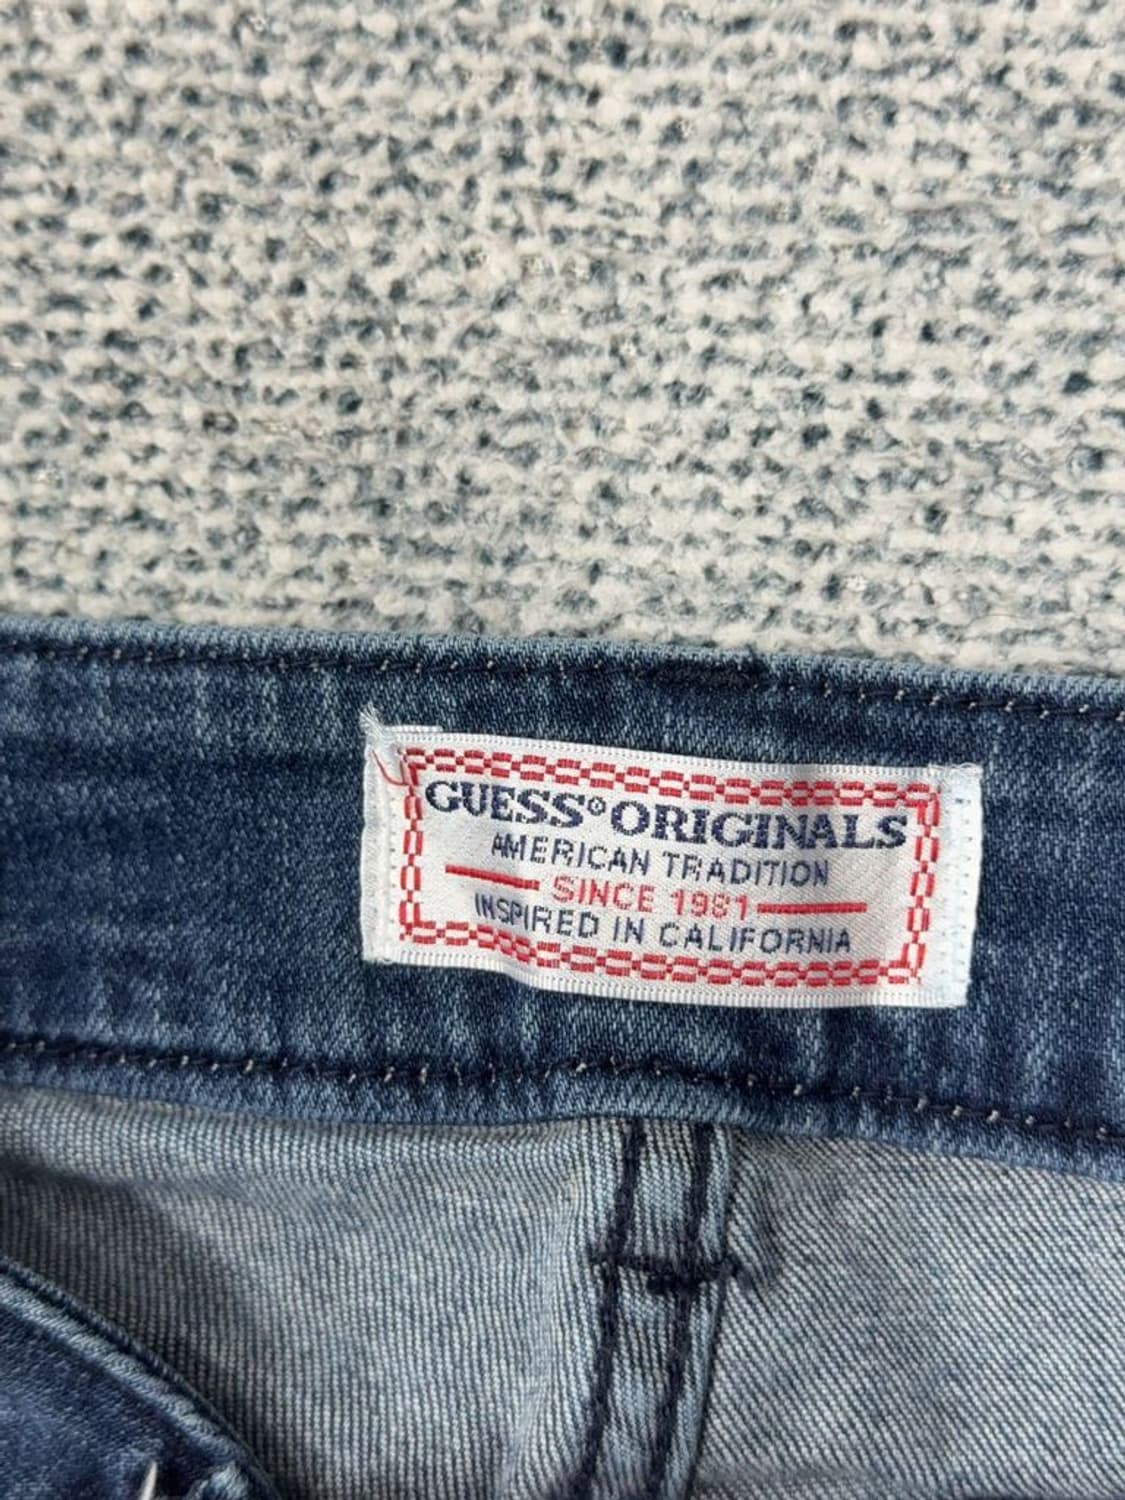 GUESS® ORIGINALS
AMERICAN TRADITION
SINCE 1981
INSPIRED IN CALIFORNIA